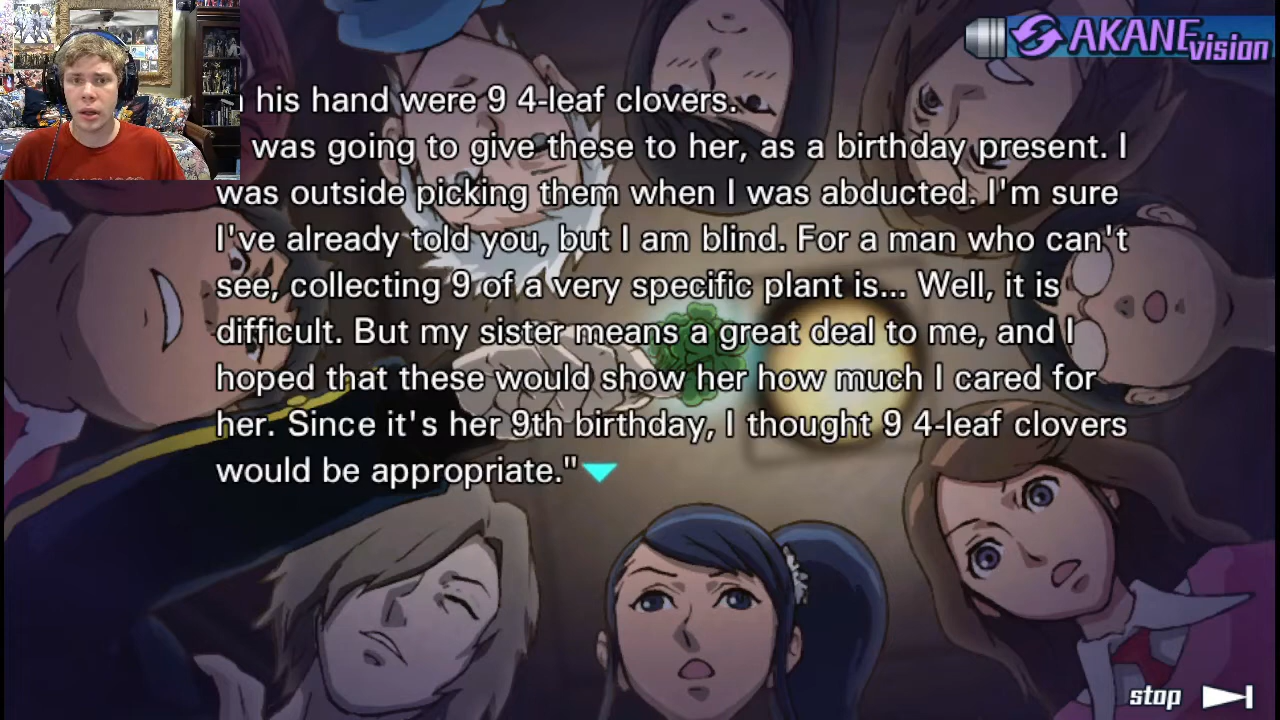 his hand were 9 4-leaf clovers.
was going to give these to her, as a birthday present. I
was outside picking them when I was abducted. I'm sure
I've already told you, but I am blind. For a man who can't
see, collecting 9 of a very specific plant is... Well, it is
difficult. But my sister means a great deal to me, and I
hoped that these would show her how much I cared for
her. Since it's her 9th birthday, I thought 9 4-leaf clovers
would be appropriate."
AKANE vision
stop